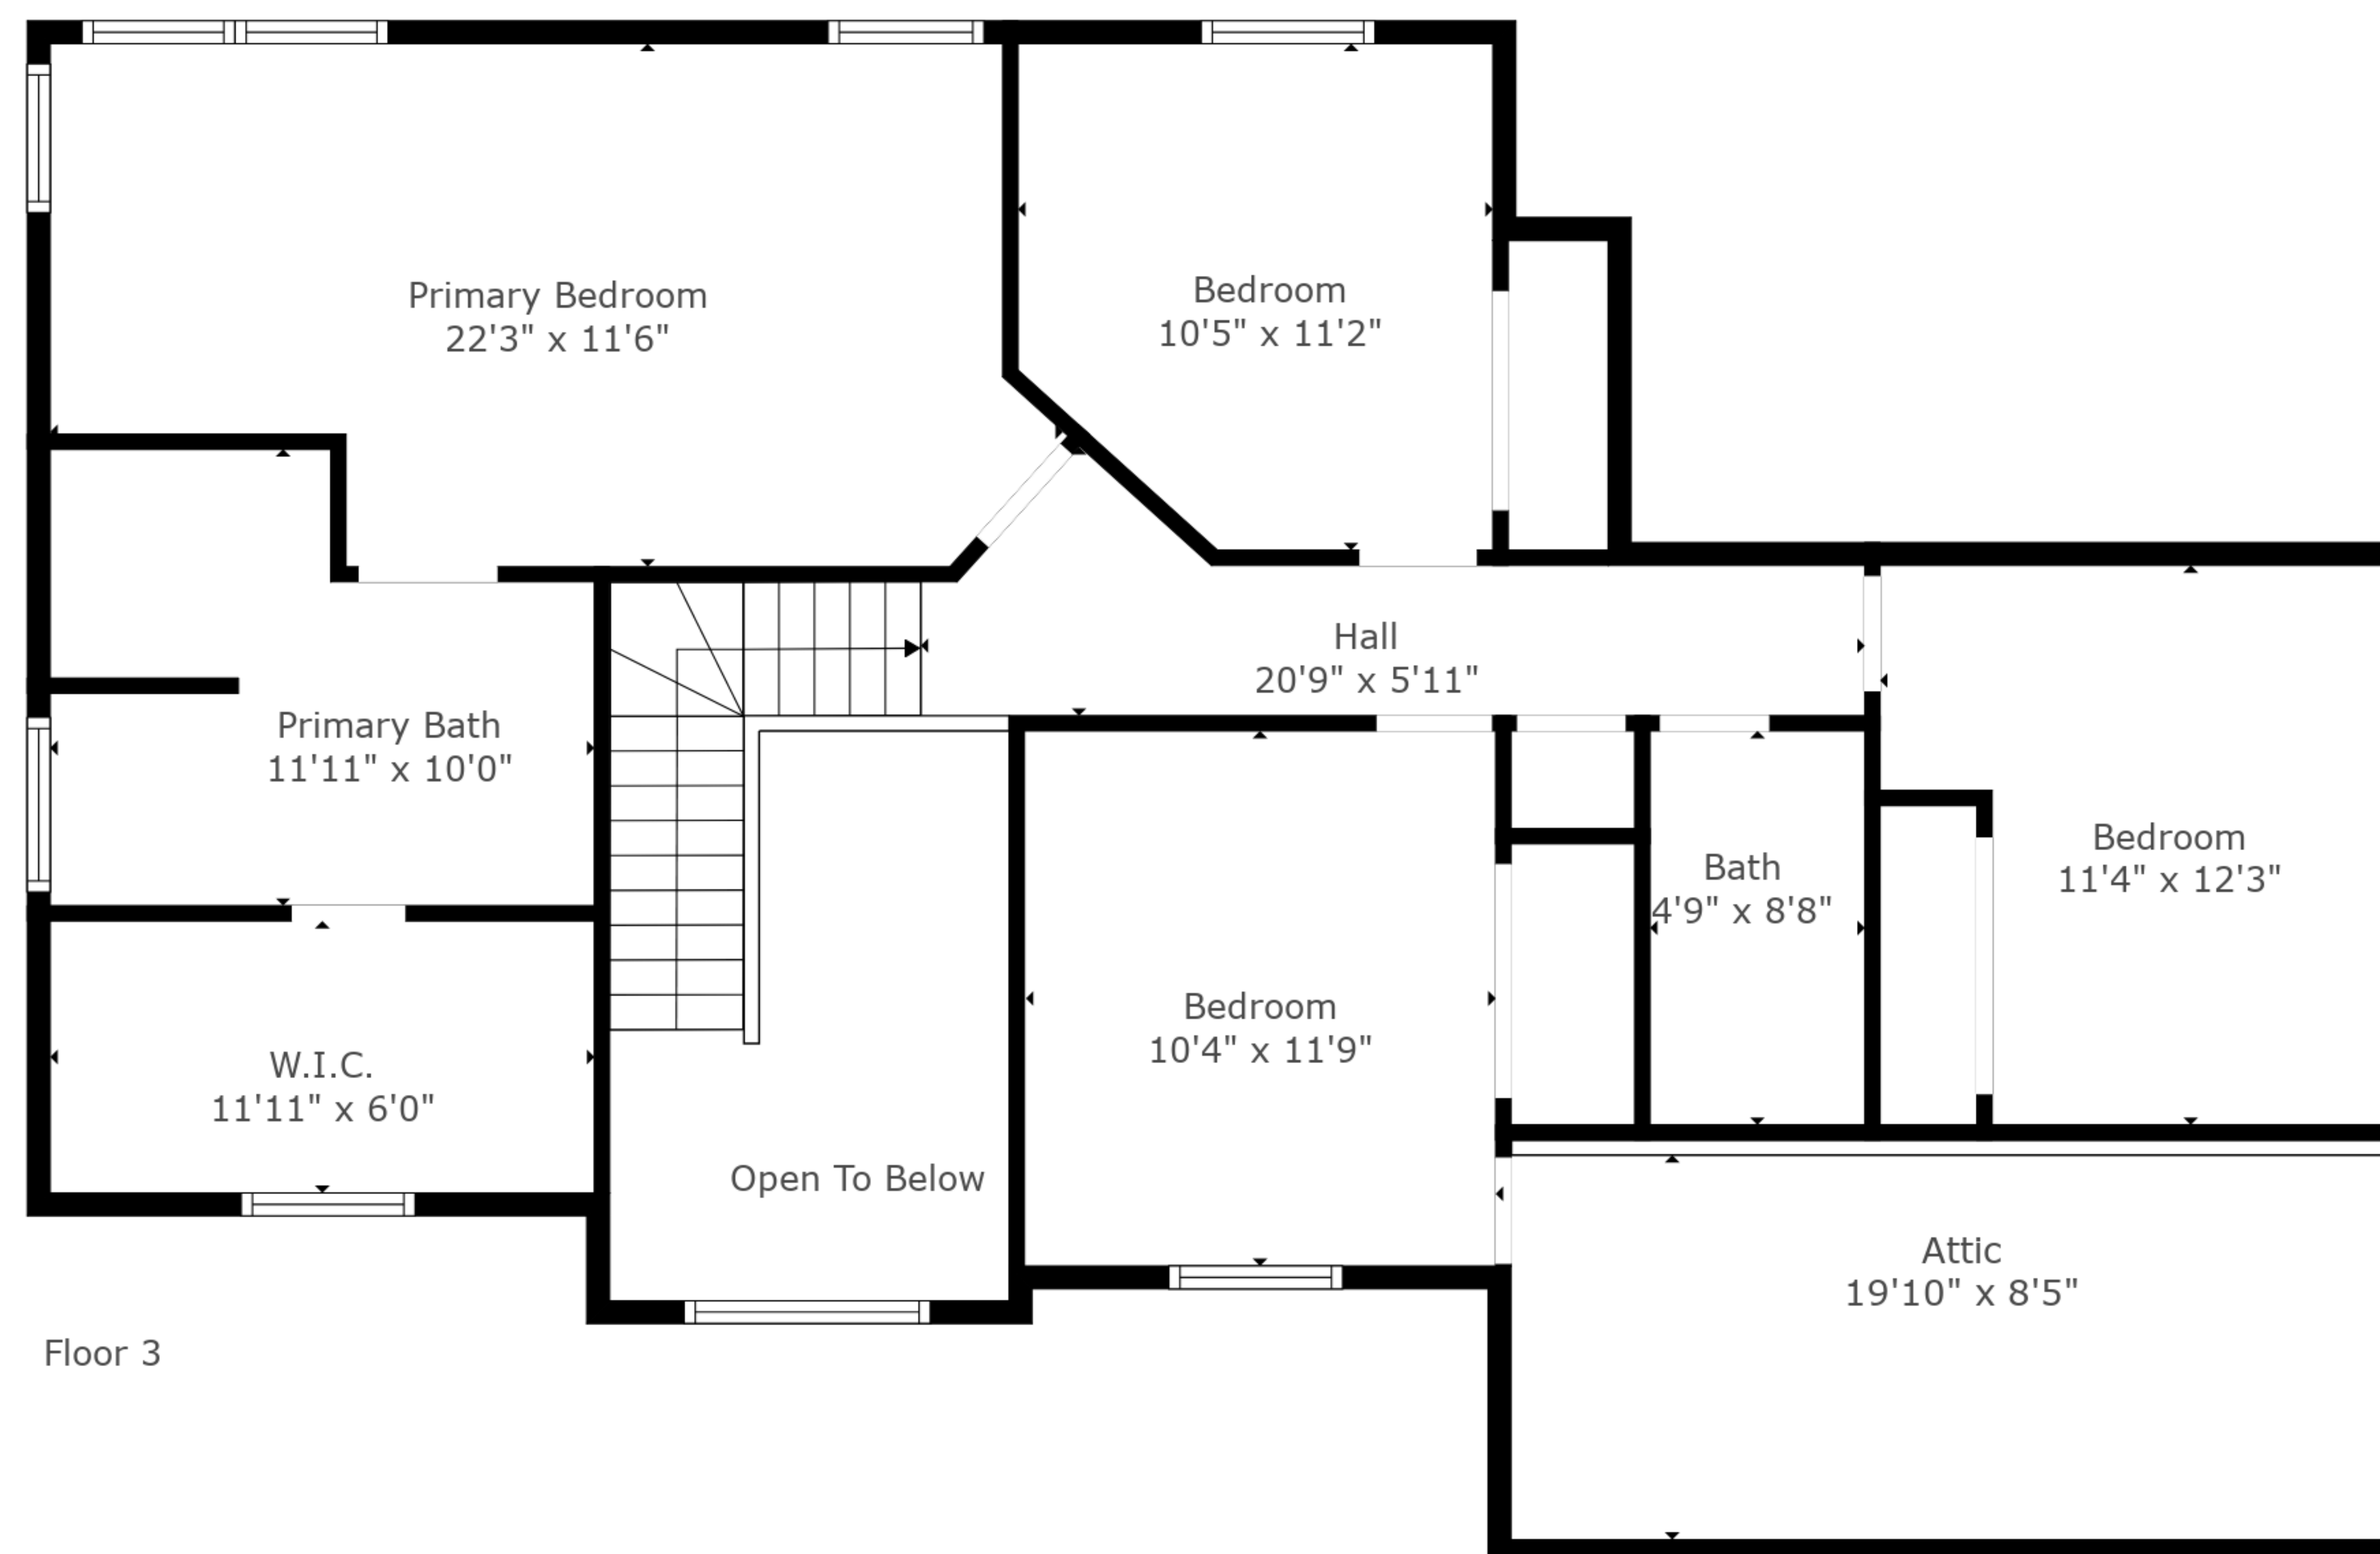 Primary Bedroom
22'3" x 11'6"
Bedroom
10'5" x 11'2"
Hall
20'9" x 5'11"
Primary Bath
11'11" x 10'0"
Bedroom
11'4" x 12'3"
Bath
4'9" x 8'8"
Bedroom
10'4" x 11'9"
W.I.C.
11'11" x 6'0"
Open To Below
Attic
19'10" x 8'5"
Floor 3